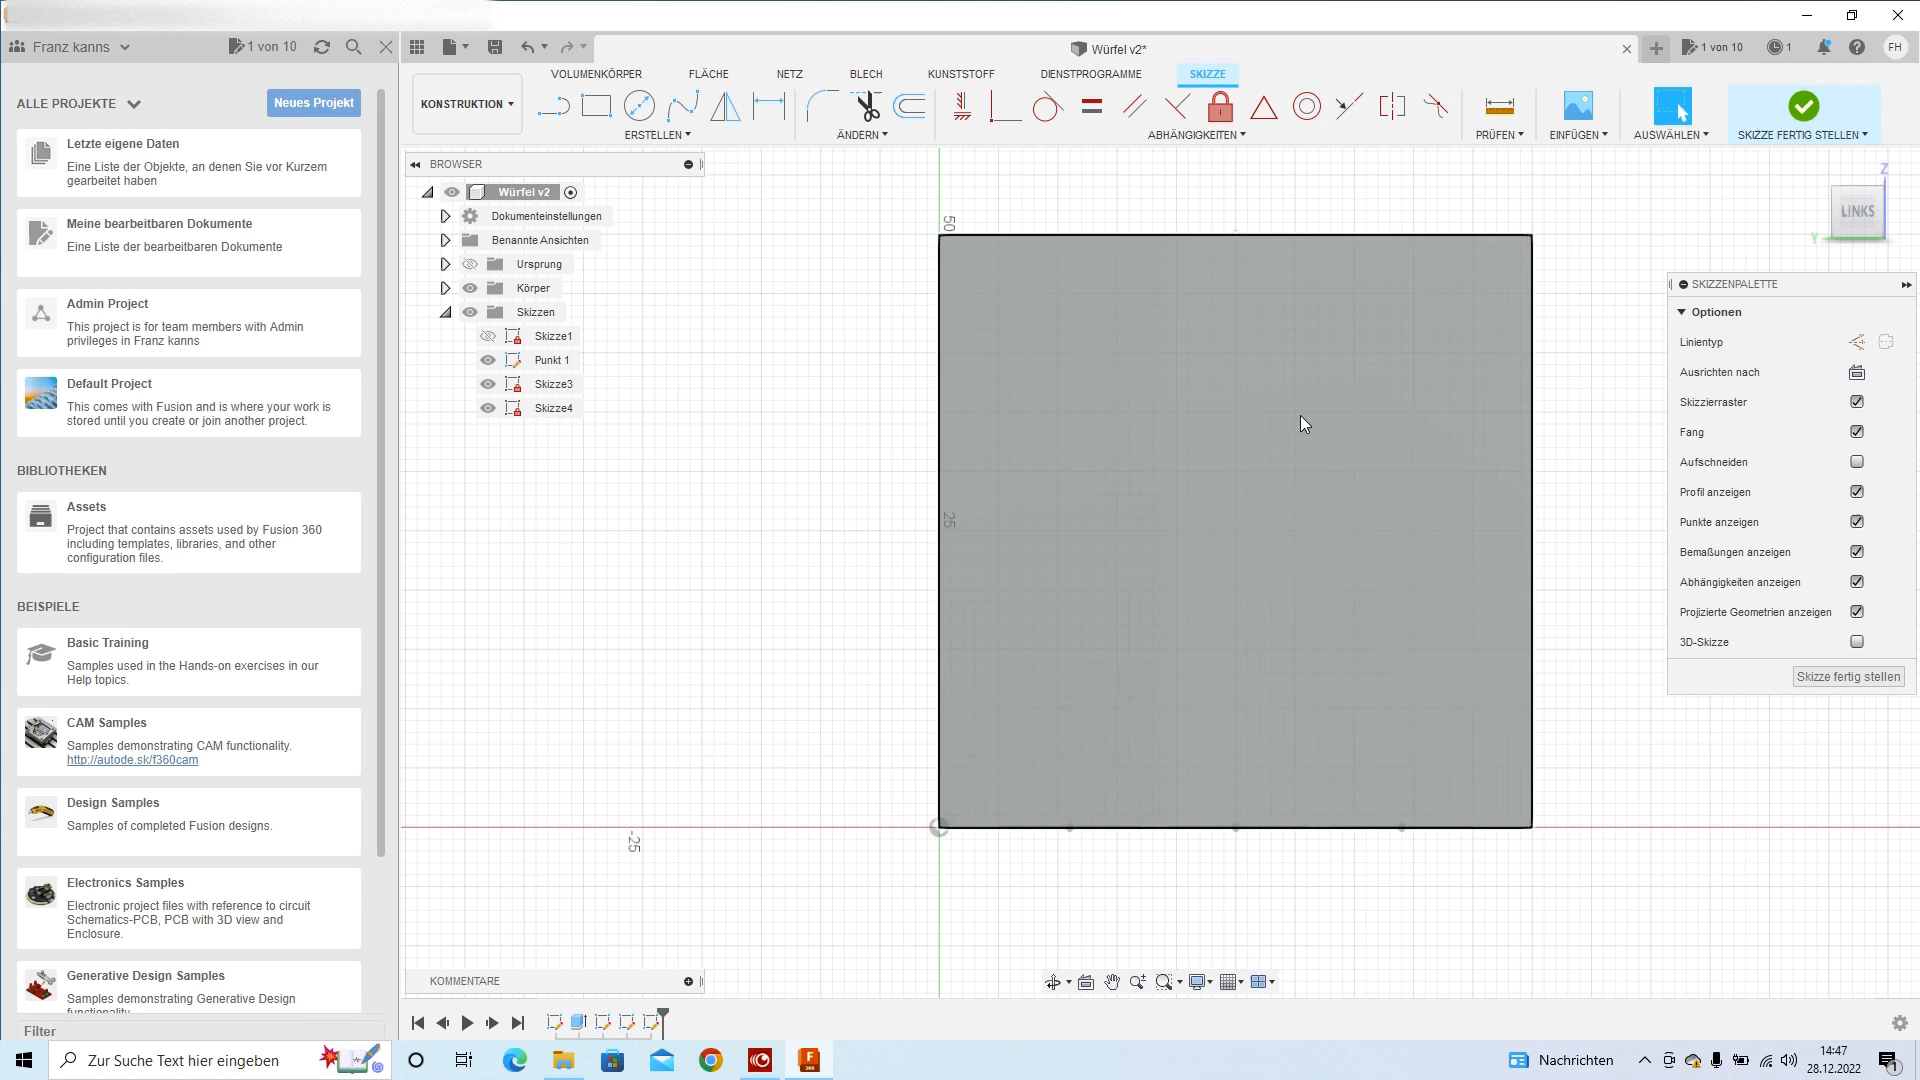 Franz kanns
1 von 10
Würfel v2*
1 von 10
1
FH
VOLUMENKÖRPER
FLÄCHE
NETZ
BLECH
KUNSTSTOFF
DIENSTPROGRAMME
SKIZZE
KONSTRUKTION
ERSTELLEN
ÄNDERN
ABHÄNGIGKEITEN
PRÜFEN
EINFÜGEN
AUSWÄHLEN
SKIZZE FERTIG STELLEN
ALLE PROJEKTE
Neues Projekt
Letzte eigene Daten
Eine Liste der Objekte, an denen Sie vor Kurzem
gearbeitet haben
Meine bearbeitbaren Dokumente
Eine Liste der bearbeitbaren Dokumente
Admin Project
This project is for team members with Admin
privileges in Franz kanns
Default Project
This comes with Fusion and is where your work is
stored until you create or join another project.
BIBLIOTHEKEN
Assets
Project that contains assets used by Fusion 360
including templates, libraries, and other
configuration files.
BEISPIELE
Basic Training
Samples used in the Hands-on exercises in our
Help topics.
CAM Samples
Samples demonstrating CAM functionality.
http://autode.sk/f360cam
Design Samples
Samples of completed Fusion designs.
Electronics Samples
Electronic project files with reference to circuit
Schematics-PCB, PCB with 3D view and
Enclosure.
Generative Design Samples
Samples demonstrating Generative Design
functionality.
Filter
BROWSER
Würfel v2
Dokumenteinstellungen
Benannte Ansichten
Ursprung
Körper
Skizzen
Skizze1
Punkt 1
Skizze3
Skizze4
50
25
-25
Z
LINKS
Y
SKIZZENPALETTE
Optionen
Linientyp
Ausrichten nach
Skizzierraster
Fang
Aufschneiden
Profil anzeigen
Punkte anzeigen
Bemaßungen anzeigen
Abhängigkeiten anzeigen
Projizierte Geometrien anzeigen
3D-Skizze
Skizze fertig stellen
KOMMENTARE
Zur Suche Text hier eingeben
F
360
Nachrichten
14:47
28.12.2022
1